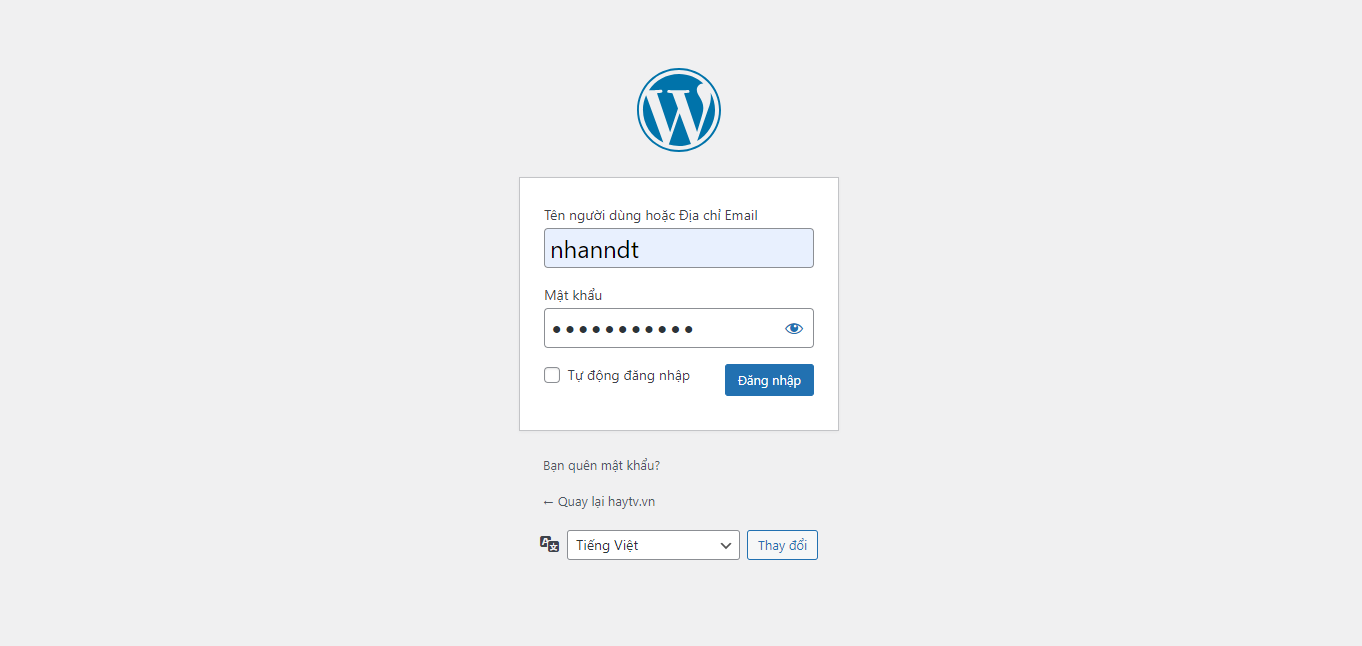 Tên người dùng hoặc Địa chỉ Email
nhanndt
Mật khẩu
●●●●●●●●●●●
Tự động đăng nhập
Đăng nhập
Bạn quên mật khẩu?
← Quay lại haytv.vn
Tiếng Việt
Thay đổi